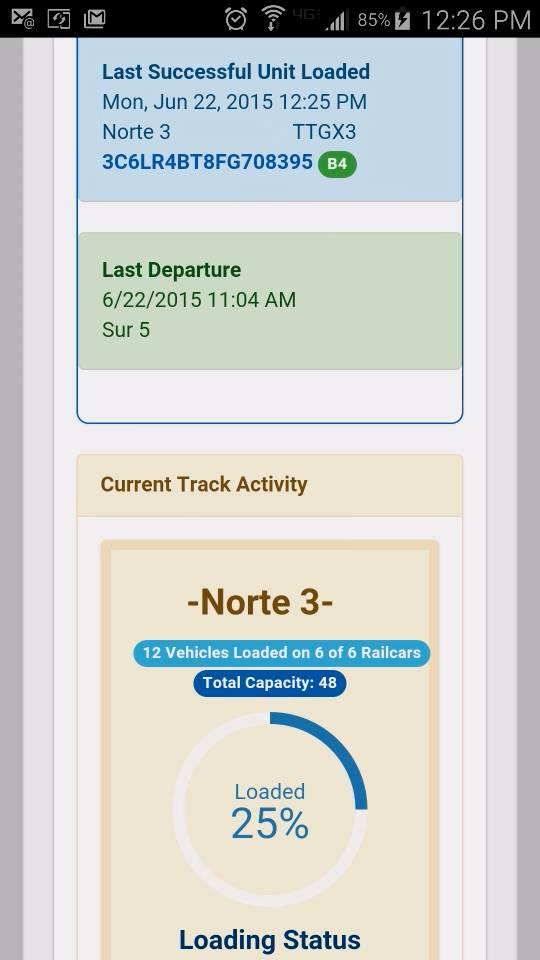 4G 85% 12:26 PM
Last Successful Unit Loaded
Mon, Jun 22, 2015 12:25 PM
Norte 3 TTGX3
3C6LR4BT8FG708395 B4
Last Departure
6/22/2015 11:04 AM
Sur 5
Current Track Activity
-Norte 3-
12 Vehicles Loaded on 6 of 6 Railcars
Total Capacity: 48
Loaded
25%
Loading Status